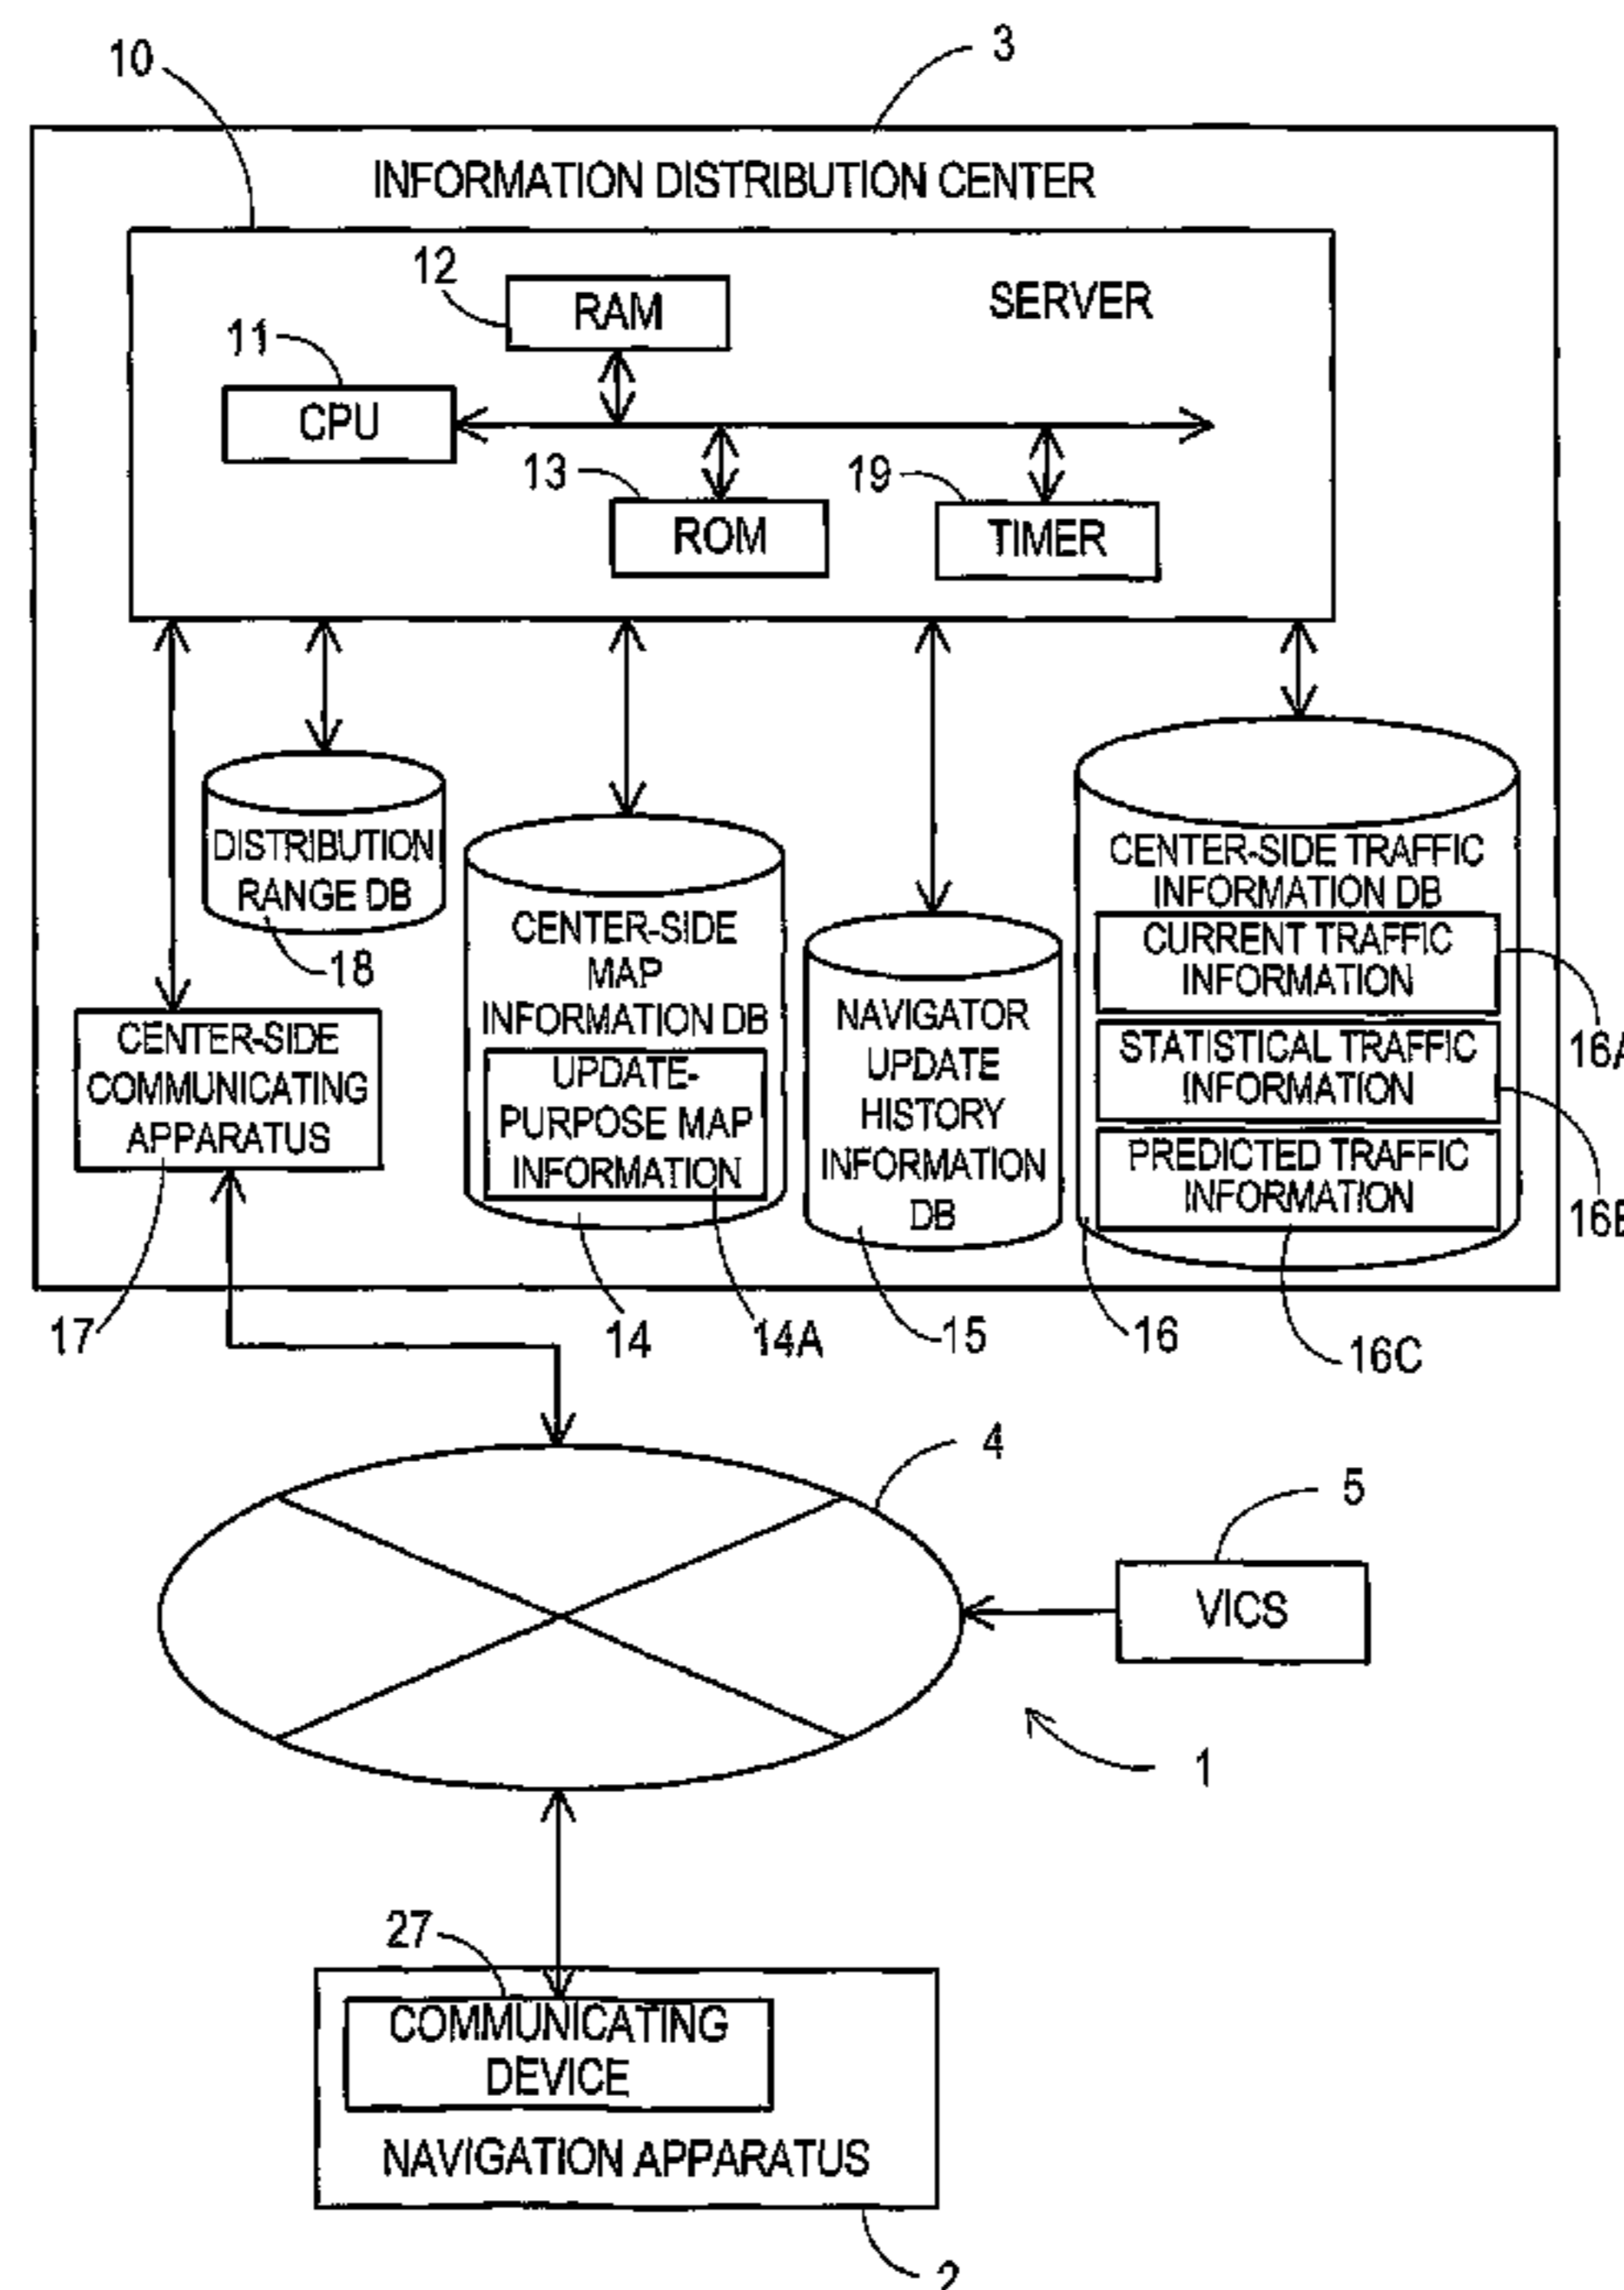 3
10
INFORMATION DISTRIBUTION CENTER
12
RAM
SERVER
11
CPU
13
ROM
19
TIMER
DISTRIBUTION
RANGE DB
18
CENTER-SIDE
MAP
INFORMATION DB
UPDATE-
PURPOSE MAP
INFORMATION
NAVIGATOR
UPDATE
HISTORY
INFORMATION
DB
CENTER-SIDE TRAFFIC
INFORMATION DB
CURRENT TRAFFIC
INFORMATION
16A
STATISTICAL TRAFFIC
INFORMATION
16B
PREDICTED TRAFFIC
INFORMATION
CENTER-SIDE
COMMUNICATING
APPARATUS
17
14
14A
15
16
16C
4
5
VICS
1
27
COMMUNICATING
DEVICE
NAVIGATION APPARATUS
2